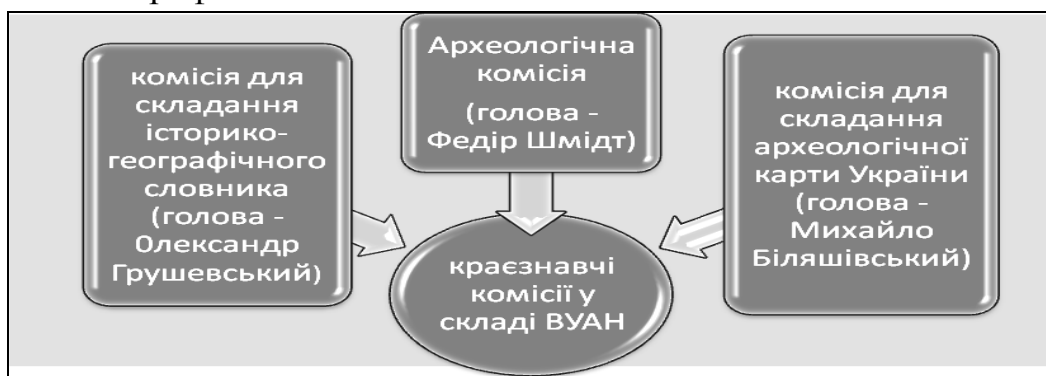 комісія для
складання
історико-
географічного
словника
(голова -
Олександр
Грушевський)
Археологічна
комісія
(голова -
Федір Шмідт)
комісія для
складання
археологічної
карти України
(голова -
Михайло
Біляшівський)
краєзнавчі
комісії у
складі ВУАН